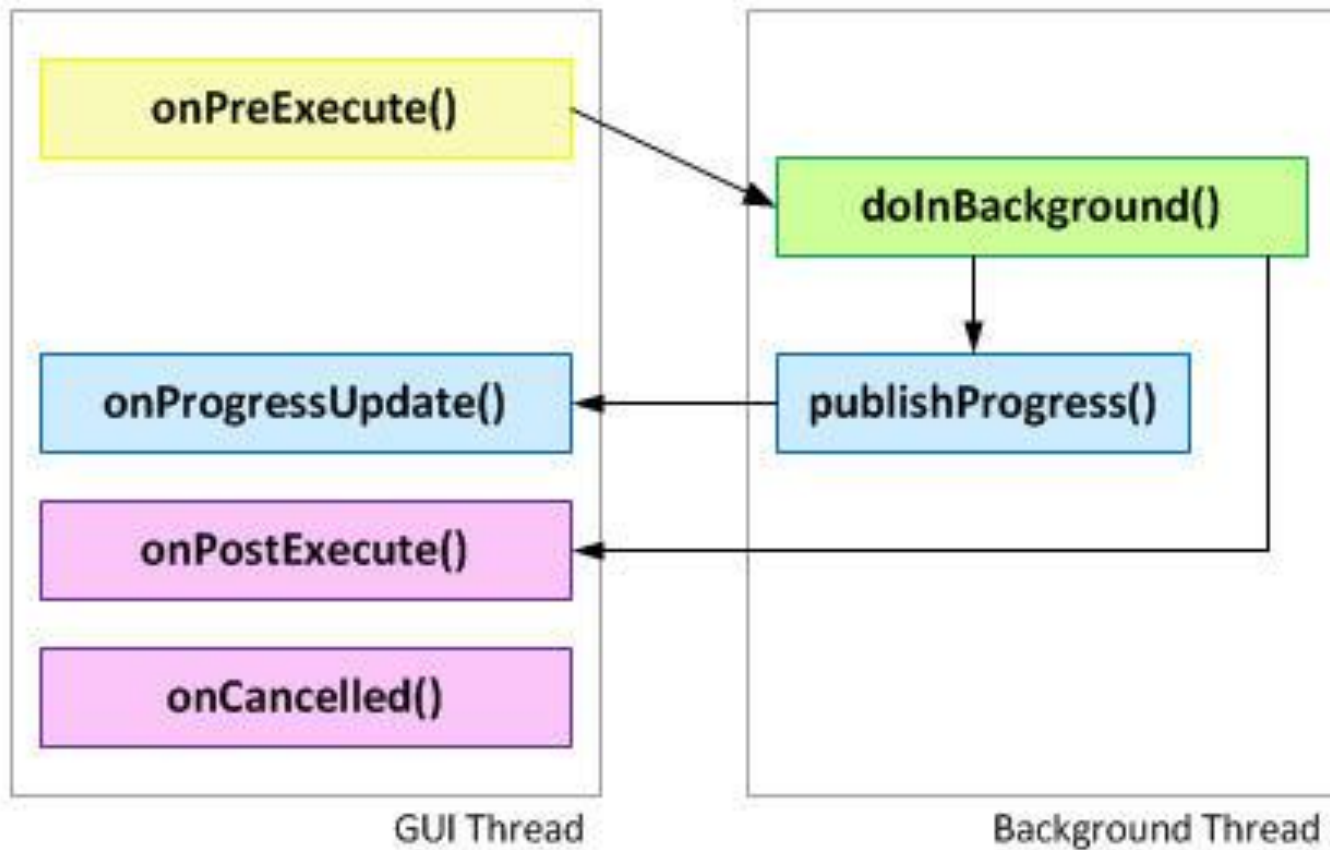 onPreExecute()
doInBackground()
onProgressUpdate()
publishProgress()
onPostExecute()
onCancelled()
GUI Thread
Background Thread